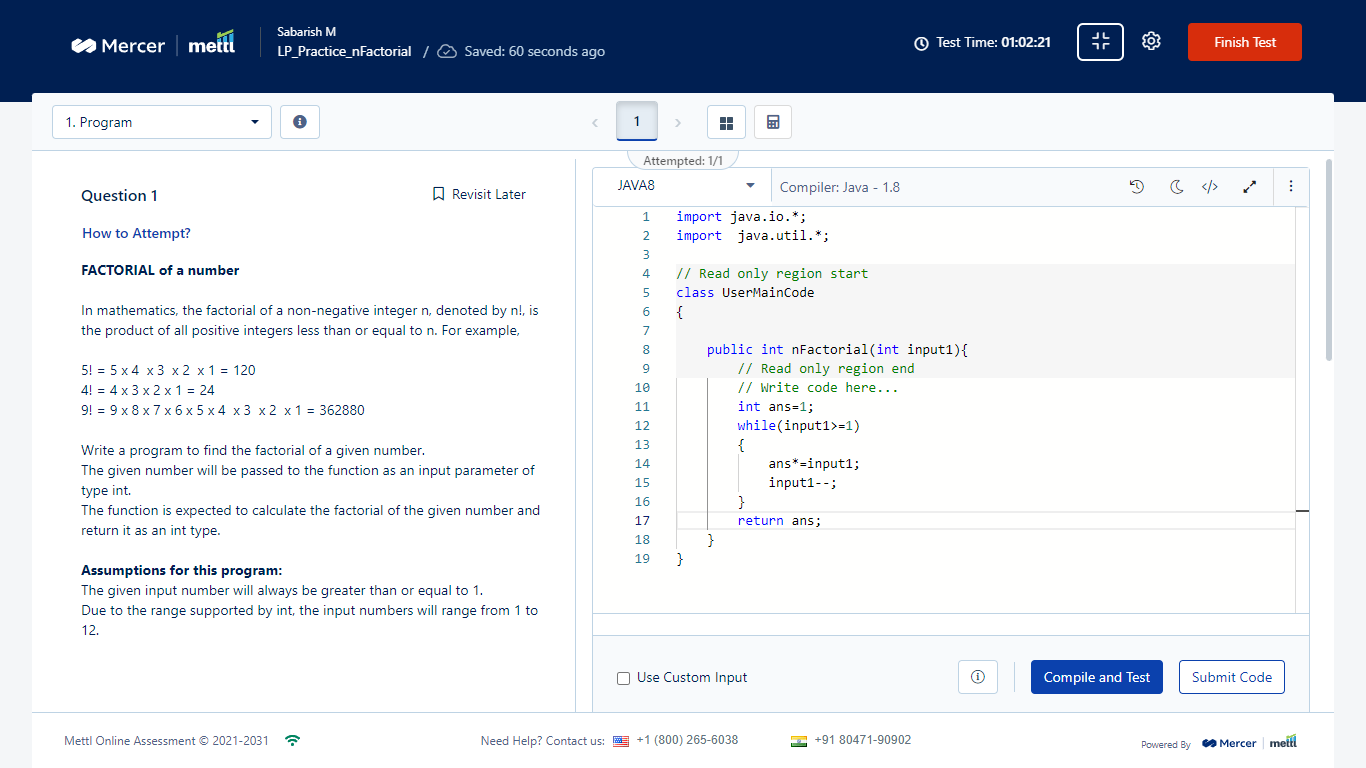 Mercer | mettl
Sabarish M
LP_Practice_nFactorial / Saved: 60 seconds ago
Test Time: 01:02:21
Finish Test
1. Program
1
Attempted: 1/1
Question 1
Revisit Later
How to Attempt?
FACTORIAL of a number
In mathematics, the factorial of a non-negative integer n, denoted by n!, is
the product of all positive integers less than or equal to n. For example,
5! = 5 x 4 x 3 x 2 x 1 = 120
4! = 4 x 3 x 2 x 1 = 24
9! = 9 x 8 x 7 x 6 x 5 x 4 x 3 x 2 x 1 = 362880
Write a program to find the factorial of a given number.
The given number will be passed to the function as an input parameter of
type int.
The function is expected to calculate the factorial of the given number and
return it as an int type.
Assumptions for this program:
The given input number will always be greater than or equal to 1.
Due to the range supported by int, the input numbers will range from 1 to
12.
JAVA8
Compiler: Java - 1.8
1 import java.io.*;
2 import  java.util.*;
3
4 // Read only region start
5 class UserMainCode
6 {
7
8     public int nFactorial(int input1){
9         // Read only region end
10         // Write code here...
11         int ans=1;
12         while(input1>=1)
13         {
14             ans*=input1;
15             input1--;
16         }
17         return ans;
18     }
19 }
Use Custom Input
Compile and Test
Submit Code
Mettl Online Assessment © 2021-2031
Need Help? Contact us: +1 (800) 265-6038
+91 80471-90902
Powered By Mercer | mettl